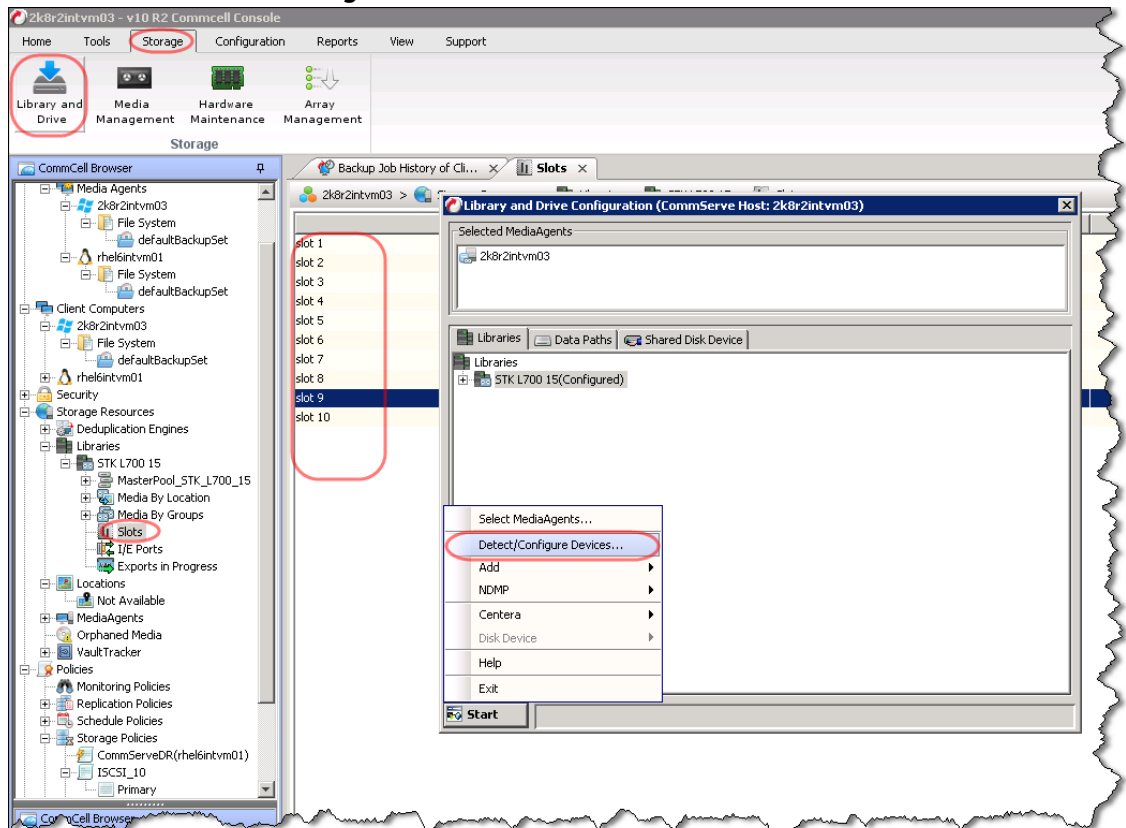 2k8r2intvm03 - v10 R2 Commcell Console
Home Tools Storage Configuration Reports View Support
Library and Drive
Media Management
Hardware Maintenance
Array Management
Storage
CommCell Browser
Media Agents
2k8r2intvm03
File System
defaultBackupSet
rhel6intvm01
File System
defaultBackupSet
Client Computers
2k8r2intvm03
File System
defaultBackupSet
rhel6intvm01
Security
Storage Resources
Deduplication Engines
Libraries
STK L700 15
MasterPool_STK_L700_15
Media By Location
Media By Groups
Slots
I/E Ports
Exports in Progress
Locations
Not Available
MediaAgents
Orphaned Media
VaultTracker
Policies
Monitoring Policies
Replication Policies
Schedule Policies
Storage Policies
CommServeDR(rhel6intvm01)
ISCSI_10
Primary
CommCell Browser
Backup Job History of Cli... X
Slots X
2k8r2intvm03 >
slot 1
slot 2
slot 3
slot 4
slot 5
slot 6
slot 7
slot 8
slot 9
slot 10
Library and Drive Configuration (CommServe Host: 2k8r2intvm03)
Selected MediaAgents
2k8r2intvm03
Libraries Data Paths Shared Disk Device
Libraries
STK L700 15(Configured)
Select MediaAgents...
Detect/Configure Devices...
Add
NDMP
Centera
Disk Device
Help
Exit
Start